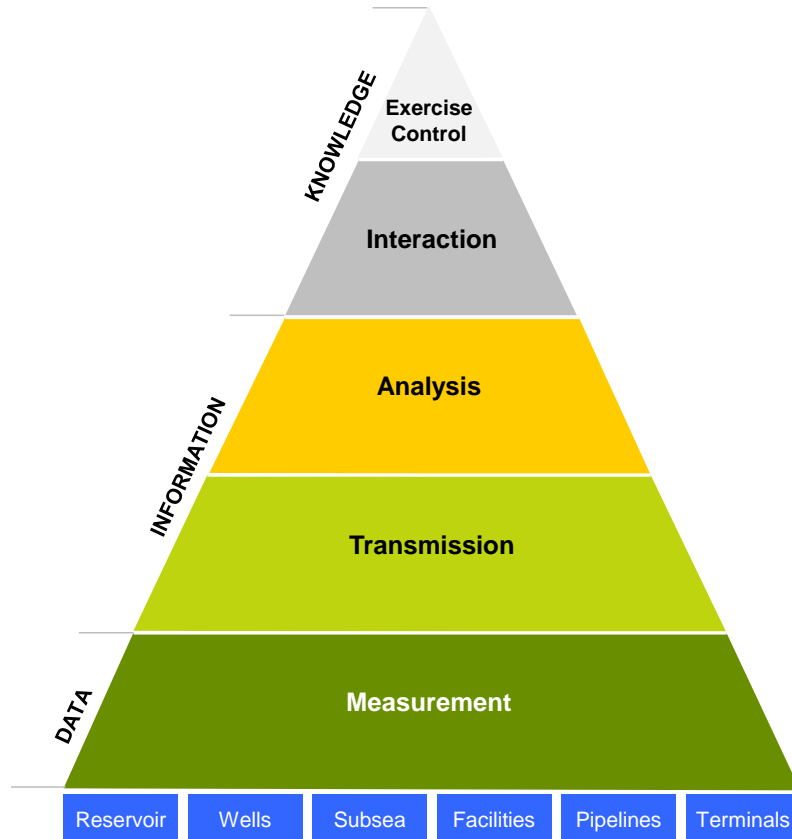 Exercise
Control
KNOWLEDGE
Interaction
Analysis
INFORMATION
Transmission
Measurement
DATA
Reservoir
Wells
Subsea
Facilities
Pipelines
Terminals